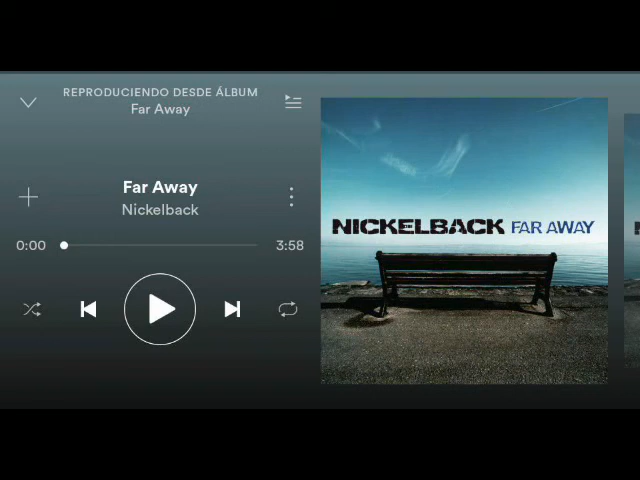 REPRODUCIENDO DESDE ÁLBUM
Far Away
Far Away
Nickelback
0:00
3:58
NICKELBACK FAR AWAY